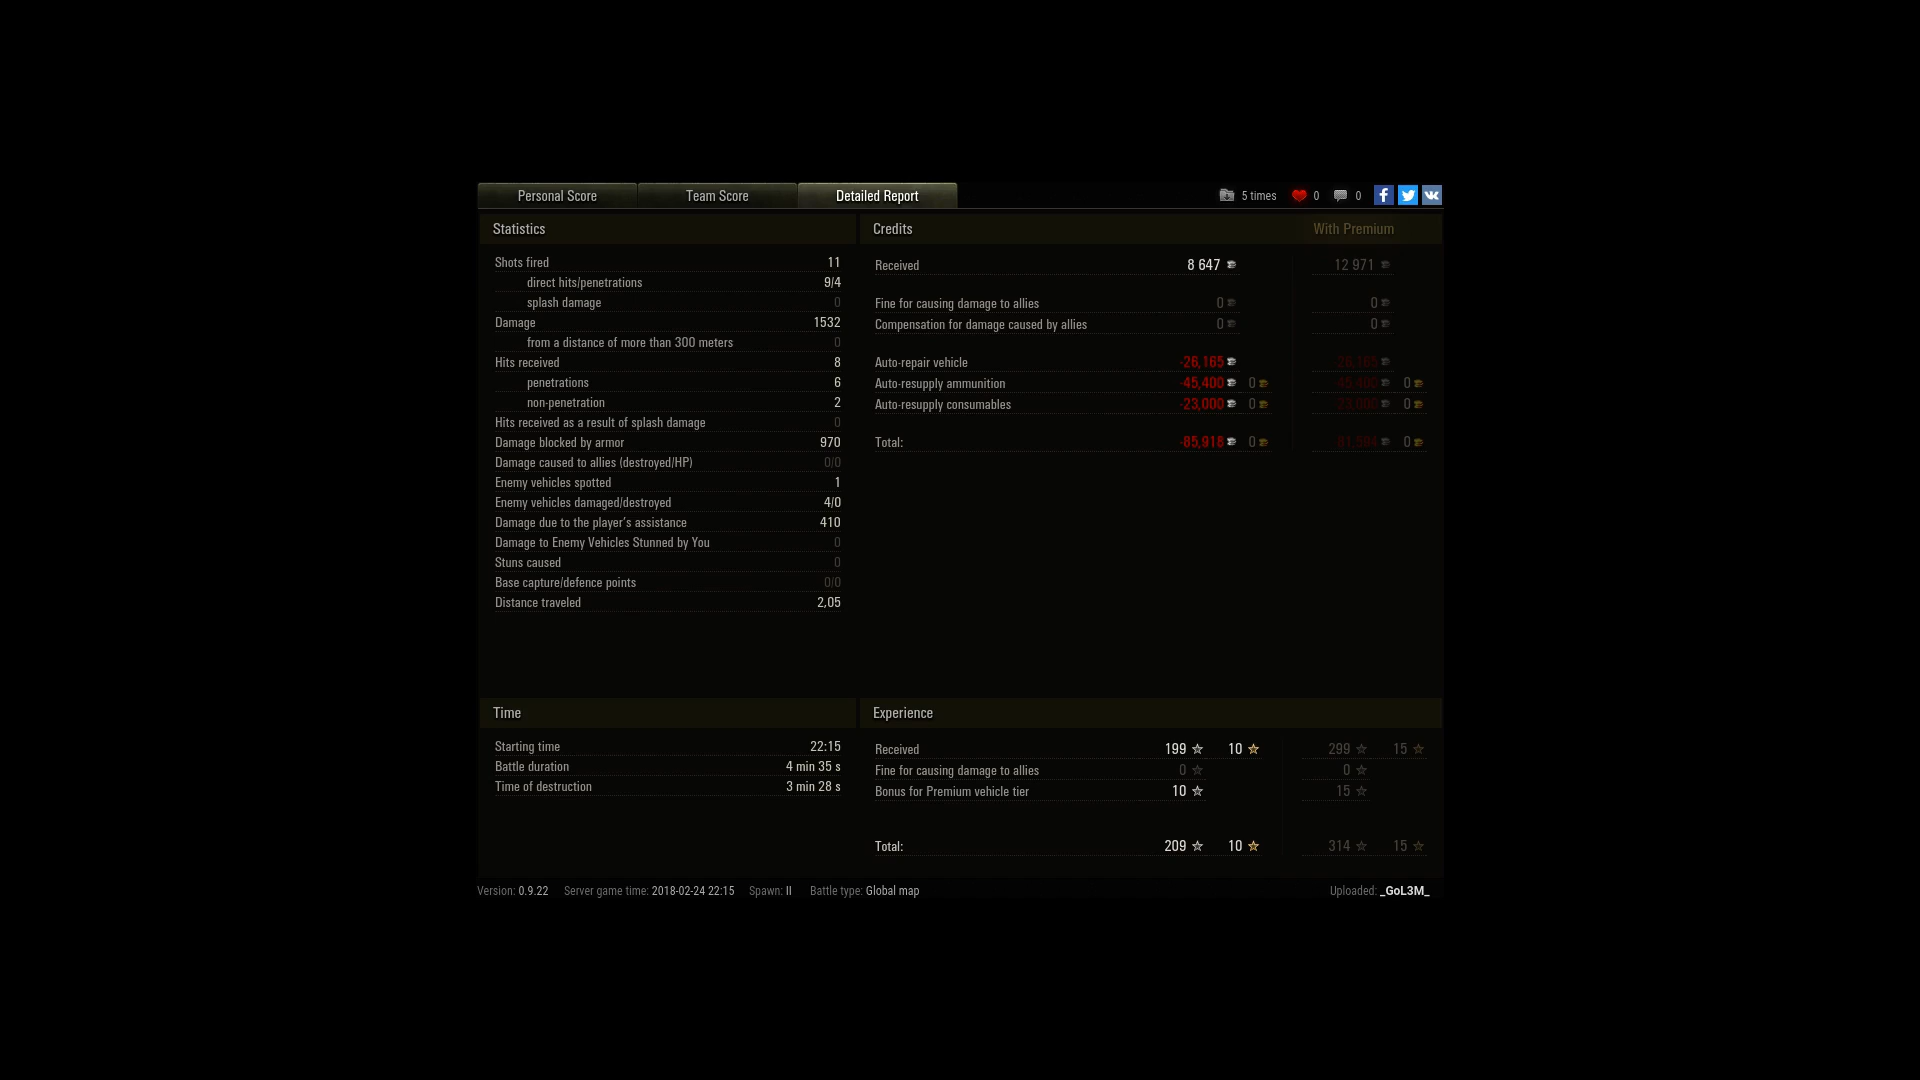 Personal Score Team Score Detailed Report 5 times 0 0
Statistics
Shots fired 11
direct hits/penetrations 9/4
splash damage 0
Damage 1532
from a distance of more than 300 meters 0
Hits received 8
penetrations 6
non-penetration 2
Hits received as a result of splash damage 0
Damage blocked by armor 970
Damage caused to allies (destroyed/HP) 0/0
Enemy vehicles spotted 1
Enemy vehicles damaged/destroyed 4/0
Damage due to the player's assistance 410
Damage to Enemy Vehicles Stunned by You 0
Stuns caused 0
Base capture/defence points 0/0
Distance traveled 2,05
Credits With Premium
Received 8 647 12 971
Fine for causing damage to allies 0 0
Compensation for damage caused by allies 0 0
Auto-repair vehicle -26,165 26,165
Auto-resupply ammunition -45,400 0 45,400 0
Auto-resupply consumables -23,000 0 23,000 0
Total: -85,918 0 81,594 0
Time
Starting time 22:15
Battle duration 4 min 35 s
Time of destruction 3 min 28 s
Experience
Received 199 10 299 15
Fine for causing damage to allies 0 0
Bonus for Premium vehicle tier 10 15
Total: 209 10 314 15
Version: 0.9.22 Server game time: 2018-02-24 22:15 Spawn: II Battle type: Global map Uploaded: _GoL3M_